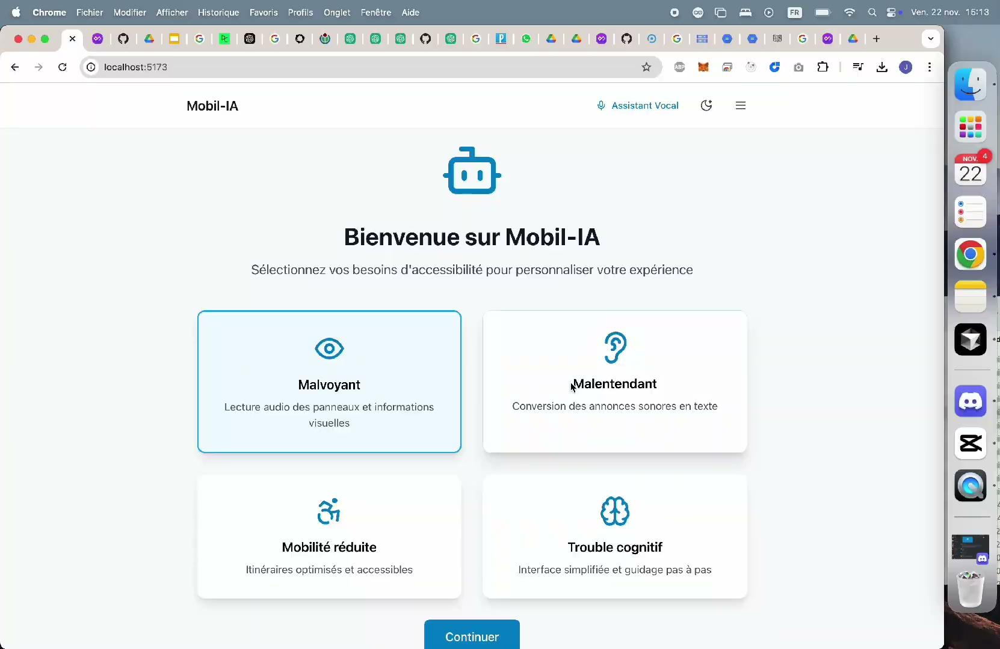 Chrome Fichier Modifier Afficher Historique Favoris Profils Onglet Fenêtre Aide
FR
Ven. 22 nov. 15:13
localhost:5173
ABP
J
Mobil-IA
Assistant Vocal
Bienvenue sur Mobil-IA
Sélectionnez vos besoins d'accessibilité pour personnaliser votre expérience
Malvoyant
Lecture audio des panneaux et informations
visuelles
Malentendant
Conversion des annonces sonores en texte
Mobilité réduite
Itinéraires optimisés et accessibles
Trouble cognitif
Interface simplifiée et guidage pas à pas
Continuer
NOV.
4
22